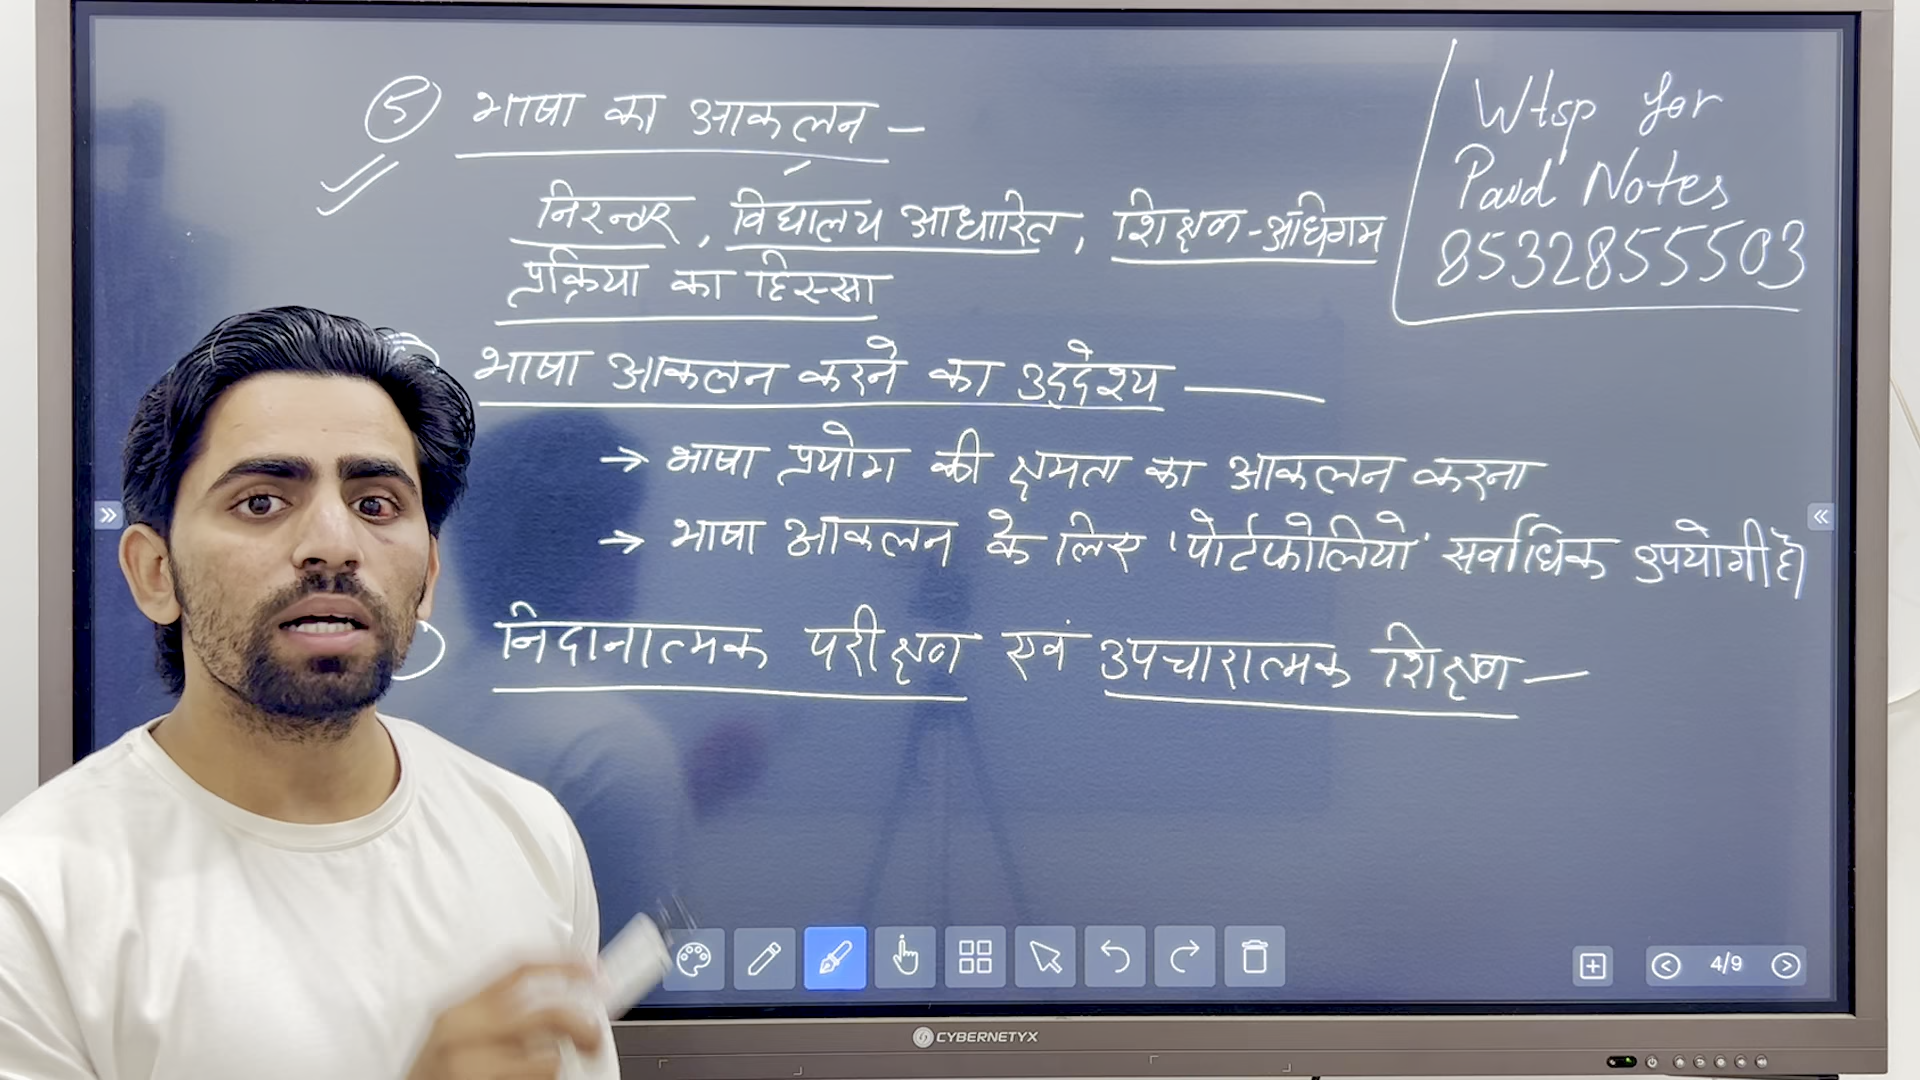 5 भाषा का आकलन –
निरन्तर, विद्यालय आधारित, शिक्षण-अधिगम
प्रक्रिया का हिस्सा
भाषा आकलन करने का उद्देश्य —
→ भाषा प्रयोग की क्षमता का आकलन करना
→ भाषा आकलन के लिए 'पोर्टफोलियो' सर्वाधिक उपयोगी है।
निदानात्मक परीक्षण एवं उपचारात्मक शिक्षण –
Wtsp for
Paid Notes
8532855503
4/9
CYBERNETYX